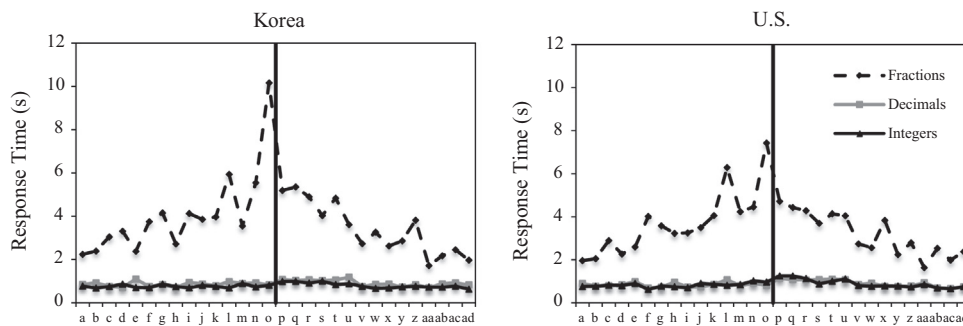 Korea
U.S.
12
10
8
6
4
2
0
Response Time (s)
a b c d e f g h i j k l m n o p q r s t u v w x y z aa ab ac ad
12
10
8
6
4
2
0
Response Time (s)
a b c d e f g h i j k l m n o p q r s t u v w x y z aa ab ac ad
Fractions
Decimals
Integers